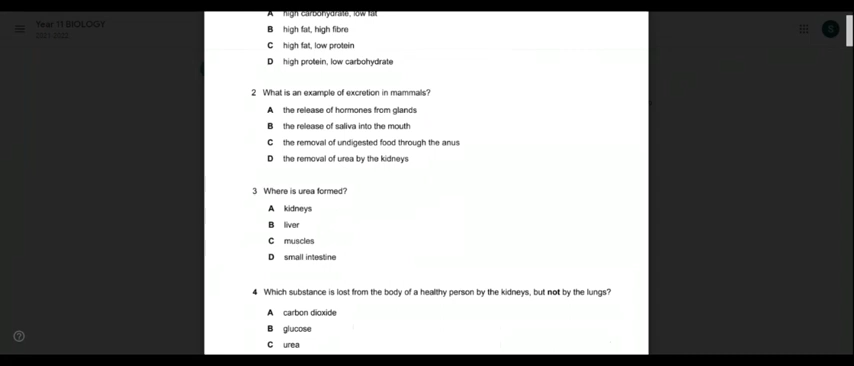 Year 11 BIOLOGY
2021-2022
S
A high carbohydrate, low fat
B high fat, high fibre
C high fat, low protein
D high protein, low carbohydrate
2 What is an example of excretion in mammals?
A the release of hormones from glands
B the release of saliva into the mouth
C the removal of undigested food through the anus
D the removal of urea by the kidneys
3 Where is urea formed?
A kidneys
B liver
C muscles
D small intestine
4 Which substance is lost from the body of a healthy person by the kidneys, but not by the lungs?
A carbon dioxide
B glucose
C urea